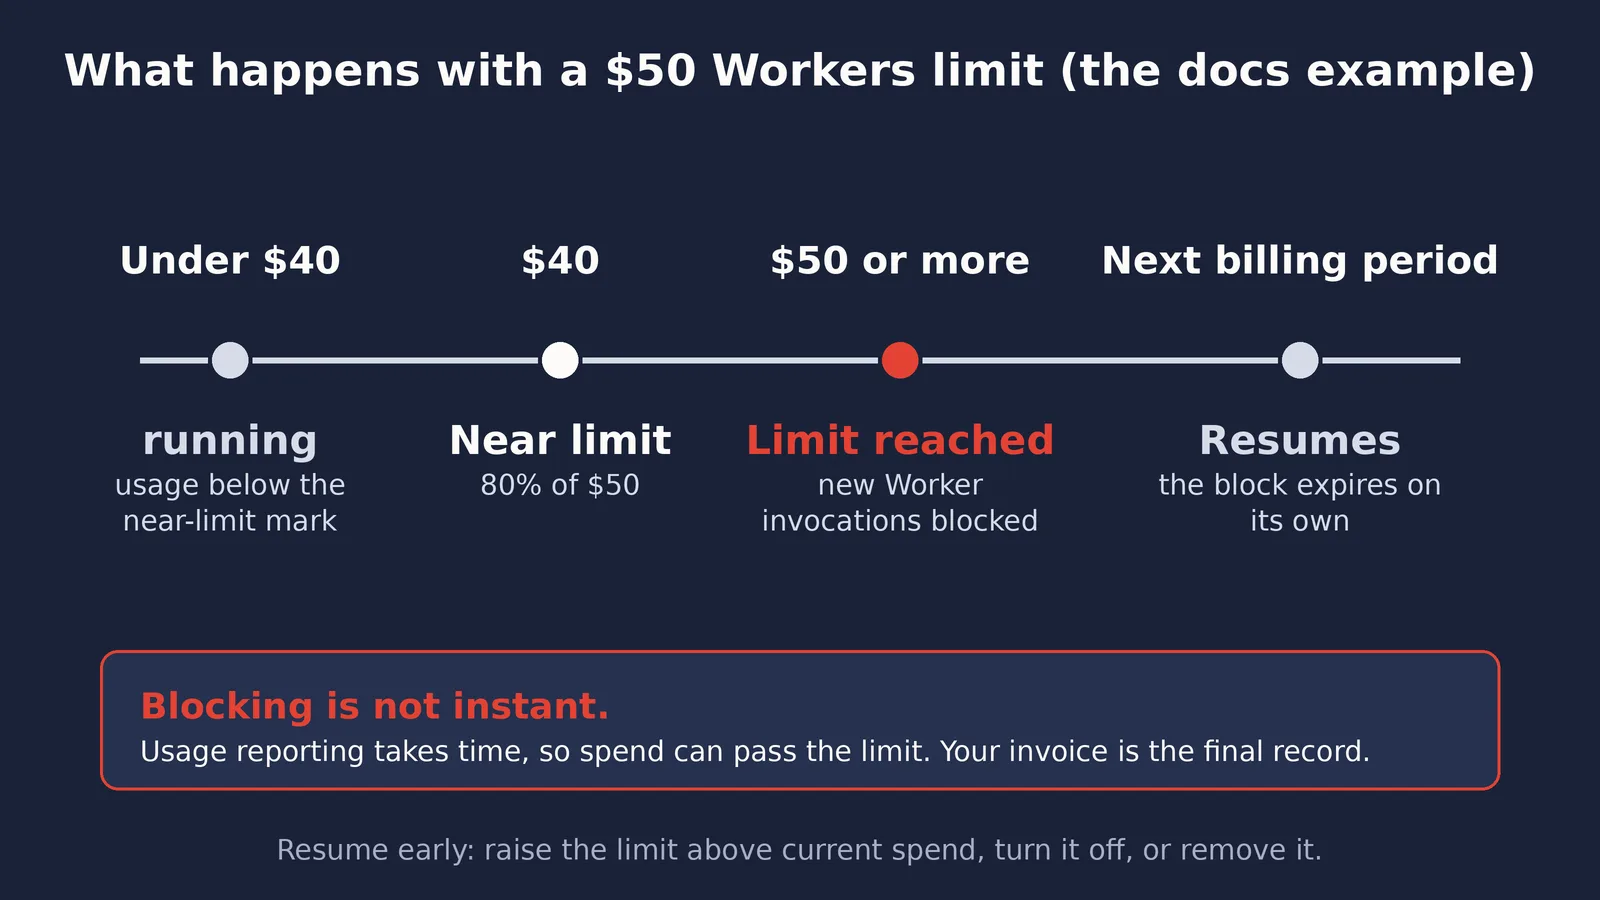 What happens with a $50 Workers limit (the docs example)
Under $40
$40
$50 or more
Next billing period
running
usage below the
near-limit mark
Near limit
80% of $50
Limit reached
new Worker
invocations blocked
Resumes
the block expires on
its own
Blocking is not instant.
Usage reporting takes time, so spend can pass the limit. Your invoice is the final record.
Resume early: raise the limit above current spend, turn it off, or remove it.